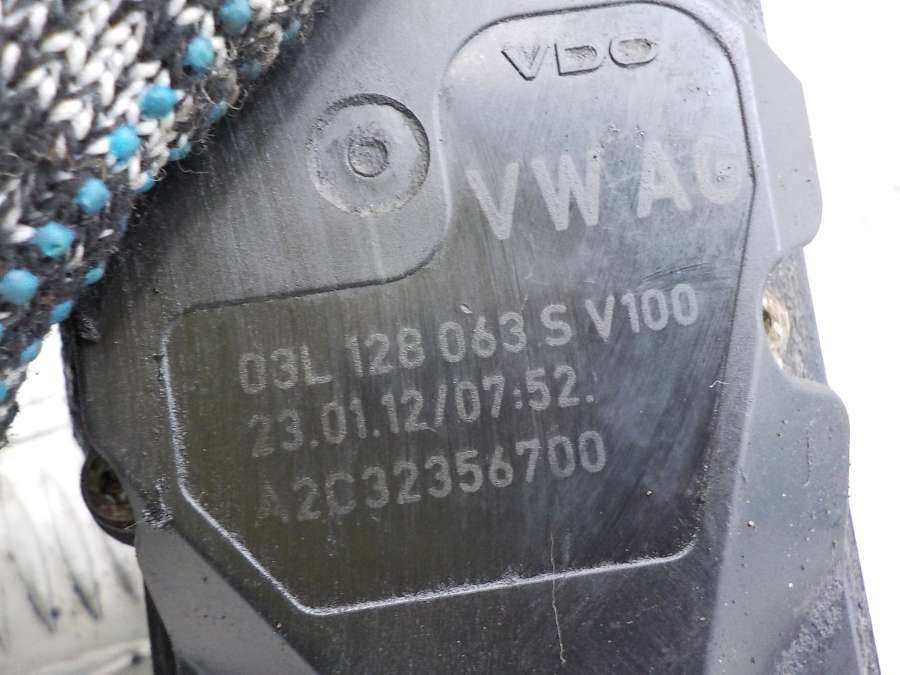 VDO
VW AG
03L 128 063 S V100
23.01.12/07:52.
A2C32356700